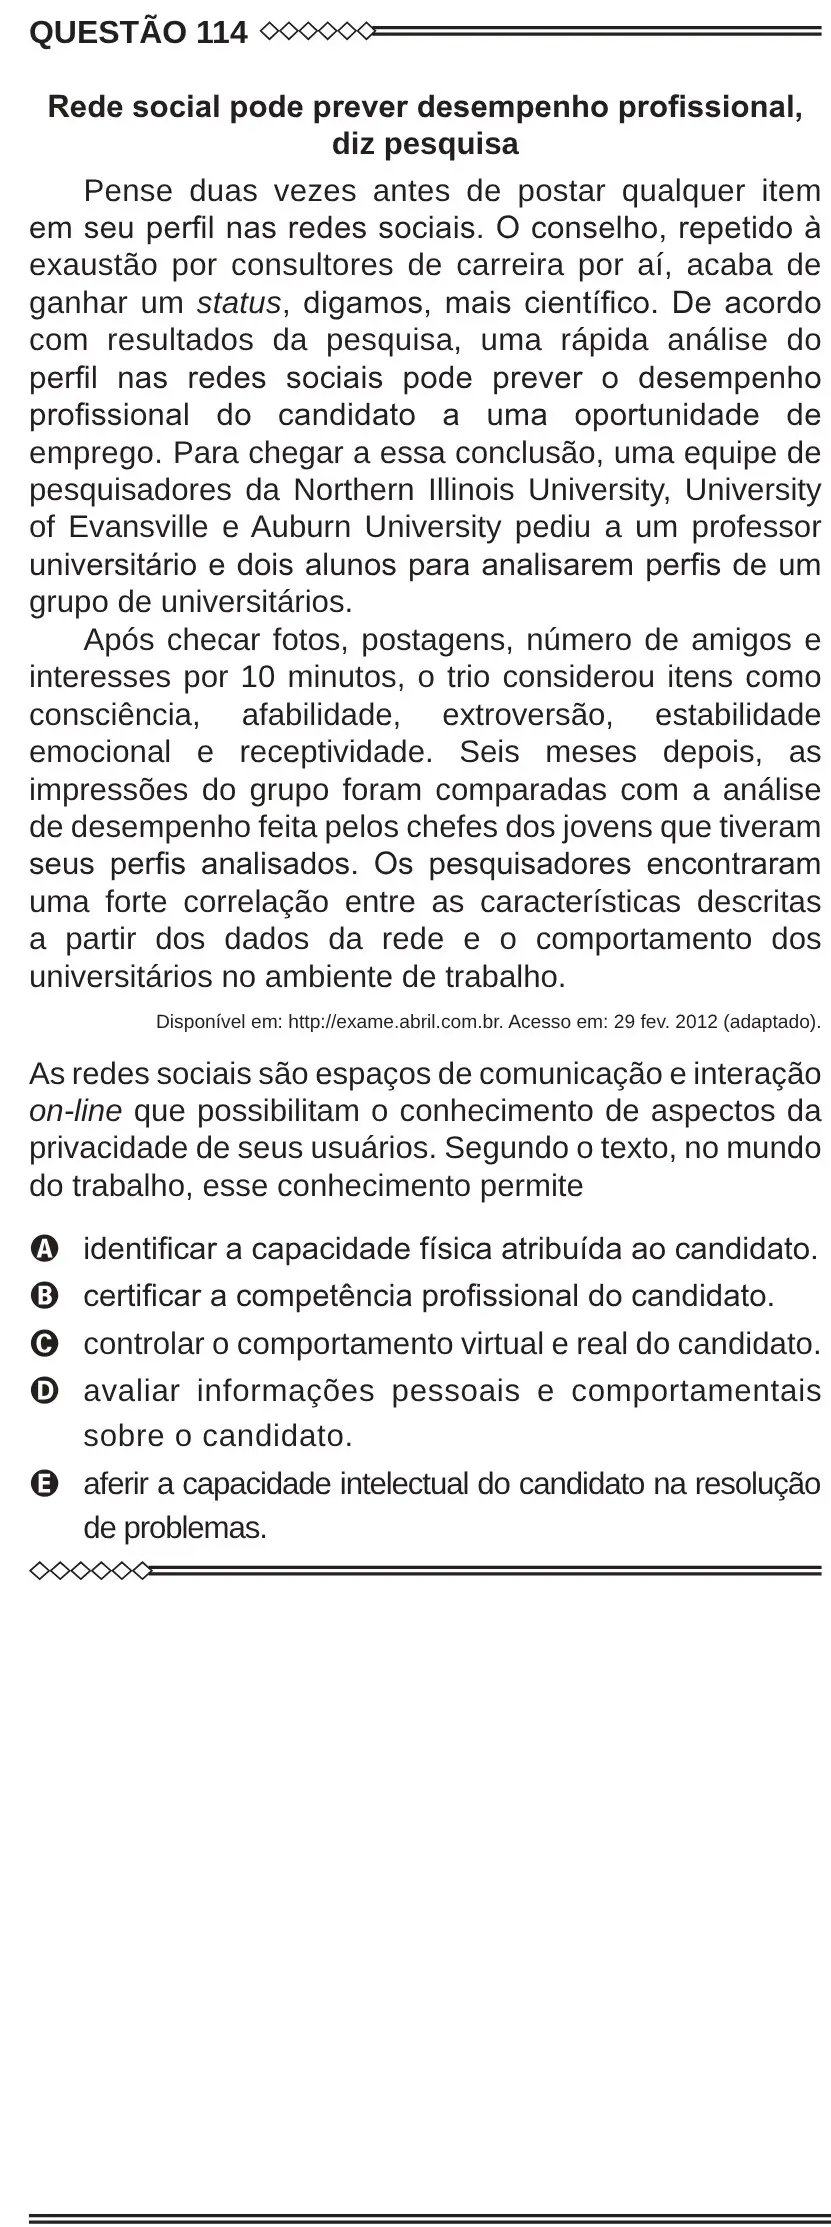 QUESTÃO 114
Rede social pode prever desempenho profissional,
diz pesquisa
Pense duas vezes antes de postar qualquer item
em seu perfil nas redes sociais. O conselho, repetido à
exaustão por consultores de carreira por aí, acaba de
ganhar um status, digamos, mais científico. De acordo
com resultados da pesquisa, uma rápida análise do
perfil nas redes sociais pode prever o desempenho
profissional do candidato a uma oportunidade de
emprego. Para chegar a essa conclusão, uma equipe de
pesquisadores da Northern Illinois University, University
of Evansville e Auburn University pediu a um professor
universitário e dois alunos para analisarem perfis de um
grupo de universitários.
Após checar fotos, postagens, número de amigos e
interesses por 10 minutos, o trio considerou itens como
consciência, afabilidade, extroversão, estabilidade
emocional e receptividade. Seis meses depois, as
impressões do grupo foram comparadas com a análise
de desempenho feita pelos chefes dos jovens que tiveram
seus perfis analisados. Os pesquisadores encontraram
uma forte correlação entre as características descritas
a partir dos dados da rede e o comportamento dos
universitários no ambiente de trabalho.
Disponível em: http://exame.abril.com.br. Acesso em: 29 fev. 2012 (adaptado).
As redes sociais são espaços de comunicação e interação
on-line que possibilitam o conhecimento de aspectos da
privacidade de seus usuários. Segundo o texto, no mundo
do trabalho, esse conhecimento permite
A identificar a capacidade física atribuída ao candidato.
B certificar a competência profissional do candidato.
C controlar o comportamento virtual e real do candidato.
D avaliar informações pessoais e comportamentais
sobre o candidato.
E aferir a capacidade intelectual do candidato na resolução
de problemas.